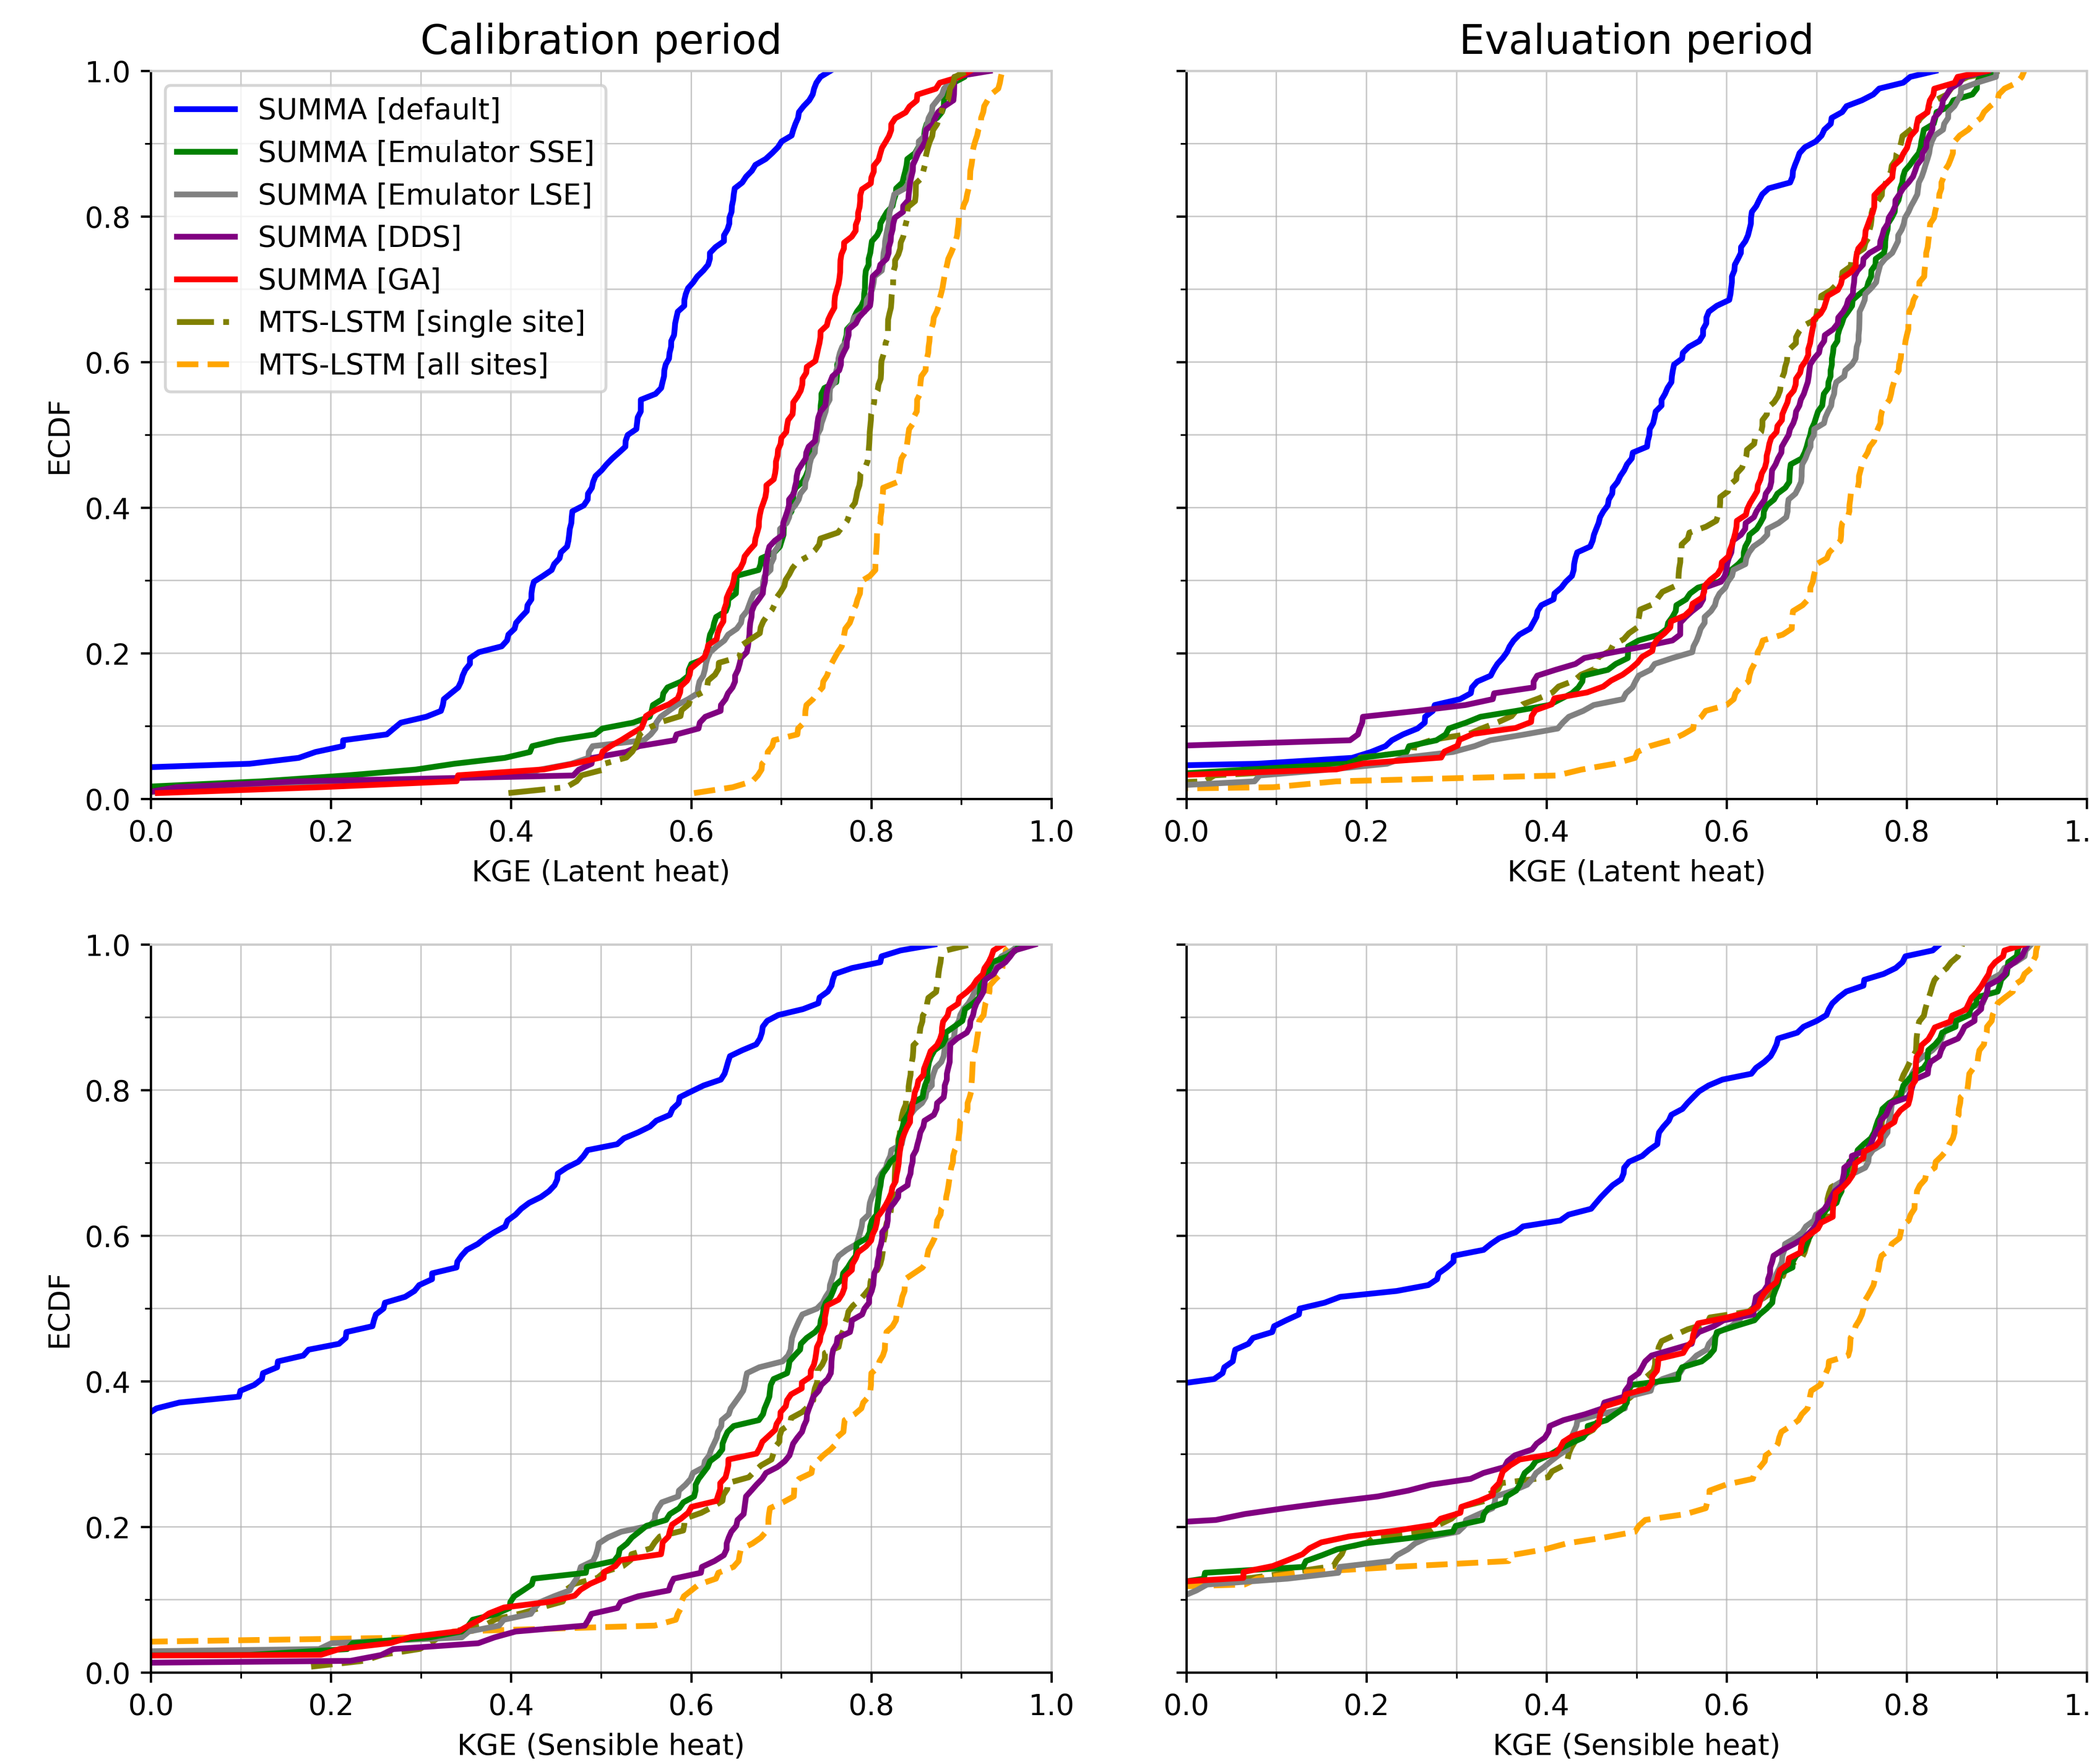 Calibration period
Evaluation period
1.0
0.8
0.6
0.4
0.2
0.0
ECDF
SUMMA [default]
SUMMA [Emulator SSE]
SUMMA [Emulator LSE]
SUMMA [DDS]
SUMMA [GA]
MTS-LSTM [single site]
MTS-LSTM [all sites]
0.0 0.2 0.4 0.6 0.8 1.0
0.0 0.2 0.4 0.6 0.8 1.
KGE (Latent heat)
KGE (Latent heat)
1.0
0.8
0.6
0.4
0.2
0.0
ECDF
0.0 0.2 0.4 0.6 0.8 1.0
0.0 0.2 0.4 0.6 0.8 1.
KGE (Sensible heat)
KGE (Sensible heat)